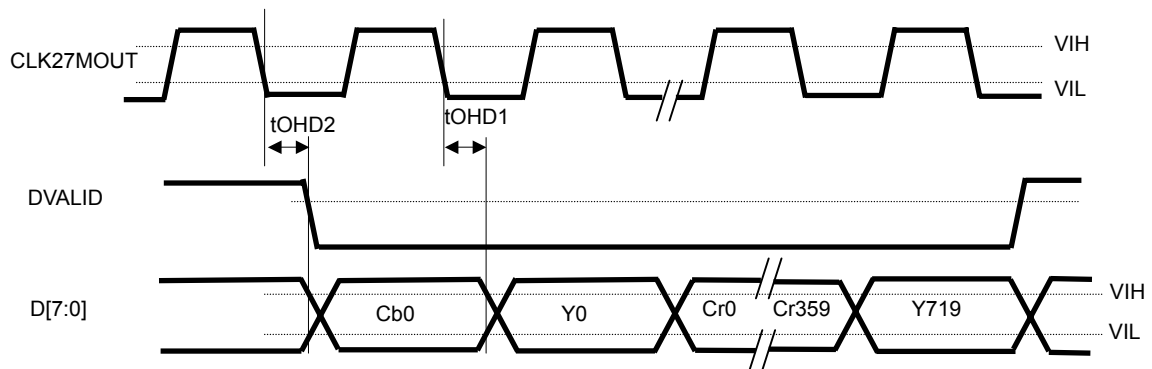 VIH
CLK27MOUT
VIL
tOHD2
tOHD1
DVALID
D[7:0]
Cb0
Y0
Cr0
Cr359
Y719
VIH
VIL